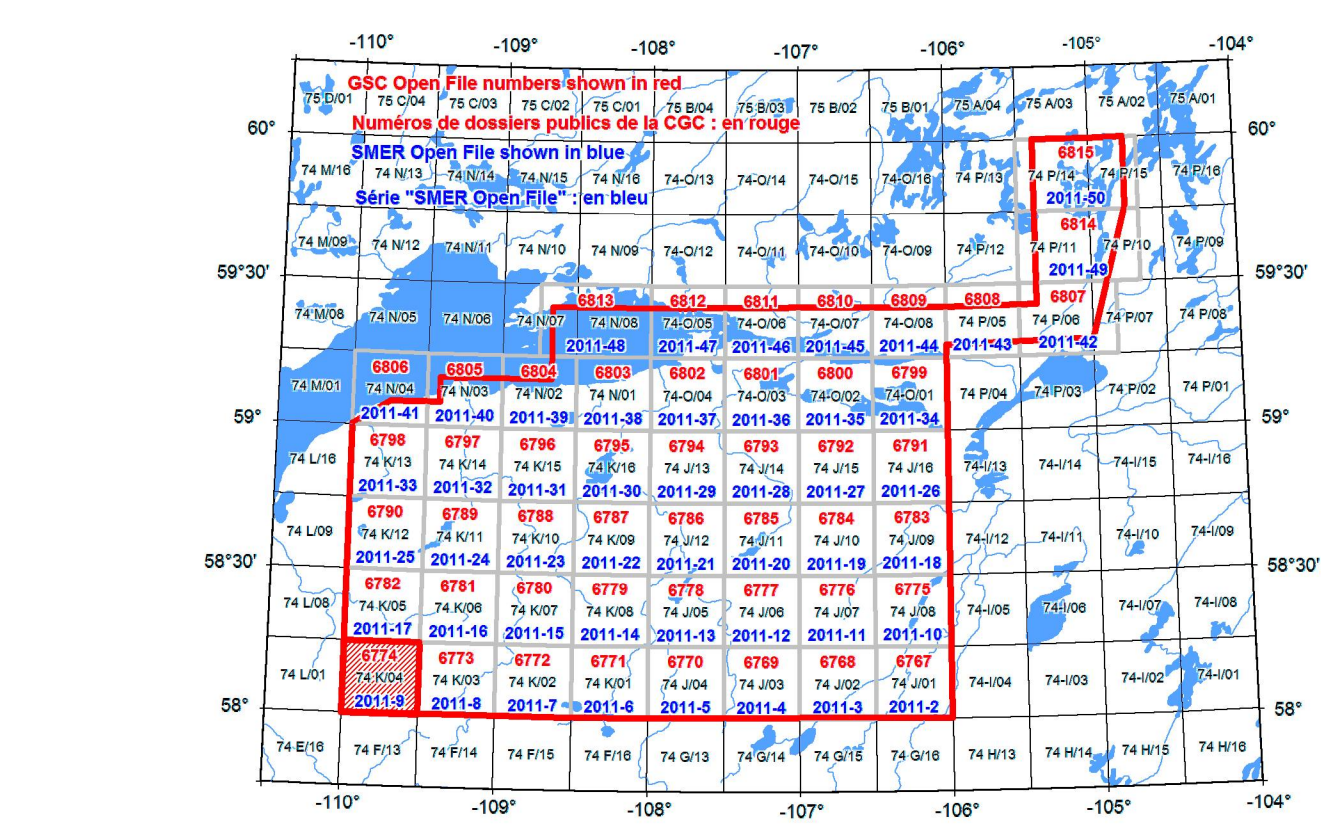 -110° -109° -108° -107° -106° -105° -104°
GSC Open File numbers shown in red
75 D/01 75 C/04 75 C/03 75 C/02 75 C/01 75 B/04 75 B/03 75 B/02 75 B/01 75 A/04 75 A/03 75 A/02 75 A/01
Numéros de dossiers publics de la CGC : en rouge
60° 60°
SMER Open File shown in blue
6815
74 M/16 74 N/13 74 N/14 74 N/15 74 N/16 74-O/13 74-O/14 74-O/15 74-O/16 74 P/13 74 P/14 74 P/15 74 P/16
Série "SMER Open File" : en bleu
2011-50
6814
74 M/09 74 N/12 74 N/11 74 N/10 74 N/09 74-O/12 74-O/11 74-O/10 74-O/09 74 P/12 74 P/11 74 P/10 74 P/09
2011-49
59°30' 59°30'
6813 6812 6811 6810 6809 6808 6807
74 M/08 74 N/05 74 N/06 74 N/07 74 N/08 74-O/05 74-O/06 74-O/07 74-O/08 74 P/05 74 P/06 74 P/07 74 P/08
2011-48 2011-47 2011-46 2011-45 2011-44 2011-43 2011-42
6806 6805 6804 6803 6802 6801 6800 6799
74 M/01 74 N/04 74 N/03 74 N/02 74 N/01 74-O/04 74-O/03 74-O/02 74-O/01 74 P/04 74 P/03 74 P/02 74 P/01
2011-41 2011-40 2011-39 2011-38 2011-37 2011-36 2011-35 2011-34
59° 59°
6798 6797 6796 6795 6794 6793 6792 6791
74 L/16 74 K/13 74 K/14 74 K/15 74 K/16 74 J/13 74 J/14 74 J/15 74 J/16 74-I/13 74-I/14 74-I/15 74-I/16
2011-33 2011-32 2011-31 2011-30 2011-29 2011-28 2011-27 2011-26
6790 6789 6788 6787 6786 6785 6784 6783
74 L/09 74 K/12 74 K/11 74 K/10 74 K/09 74 J/12 74 J/11 74 J/10 74 J/09 74-I/12 74-I/11 74-I/10 74-I/09
2011-25 2011-24 2011-23 2011-22 2011-21 2011-20 2011-19 2011-18
58°30' 58°30'
6782 6781 6780 6779 6778 6777 6776 6775
74 L/08 74 K/05 74 K/06 74 K/07 74 K/08 74 J/05 74 J/06 74 J/07 74 J/08 74-I/05 74-I/06 74-I/07 74-I/08
2011-17 2011-16 2011-15 2011-14 2011-13 2011-12 2011-11 2011-10
6774 6773 6772 6771 6770 6769 6768 6767
74 L/01 74 K/04 74 K/03 74 K/02 74 K/01 74 J/04 74 J/03 74 J/02 74 J/01 74-I/04 74-I/03 74-I/02 74-I/01
2011-9 2011-8 2011-7 2011-6 2011-5 2011-4 2011-3 2011-2
58° 58°
74 E/16 74 F/13 74 F/14 74 F/15 74 F/16 74 G/13 74 G/14 74 G/15 74 G/16 74 H/13 74 H/14 74 H/15 74 H/16
-110° -109° -108° -107° -106° -105° -104°